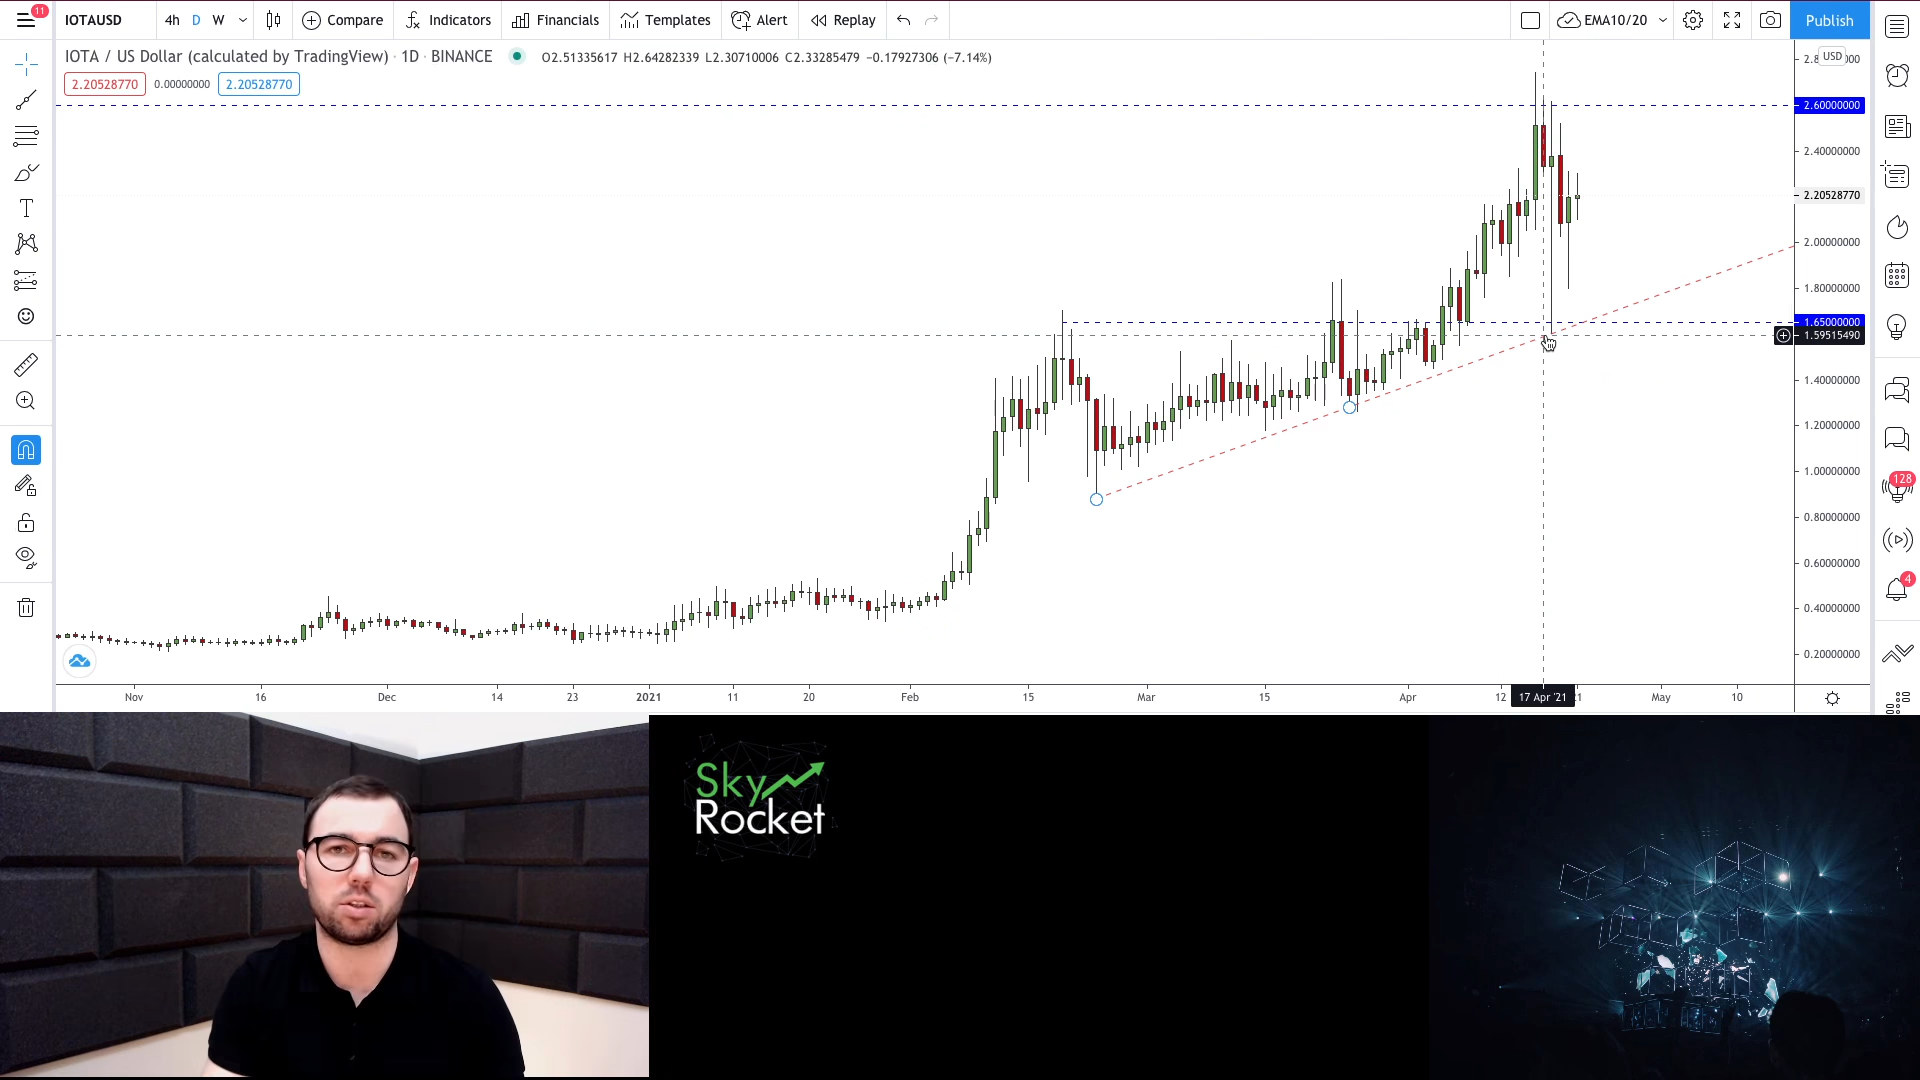 11
IOTAUSD
4h D W
Compare
Indicators
Financials
Templates
Alert
Replay
EMA10/20
Publish
IOTA / US Dollar (calculated by TradingView) · 1D · BINANCE
O2.51335617 H2.64282339 L2.30710006 C2.33285479 −0.17927306 (−7.14%)
2.20528770
0.00000000
2.20528770
USD
2.60000000
2.40000000
2.20528770
2.00000000
1.80000000
1.65000000
1.59515490
1.40000000
1.20000000
1.00000000
0.80000000
0.60000000
0.40000000
0.20000000
128
4
Nov 16 Dec 14 23 2021 11 20 Feb 15 Mar 15 Apr 12 17 Apr '21 May 10
Sky
Rocket